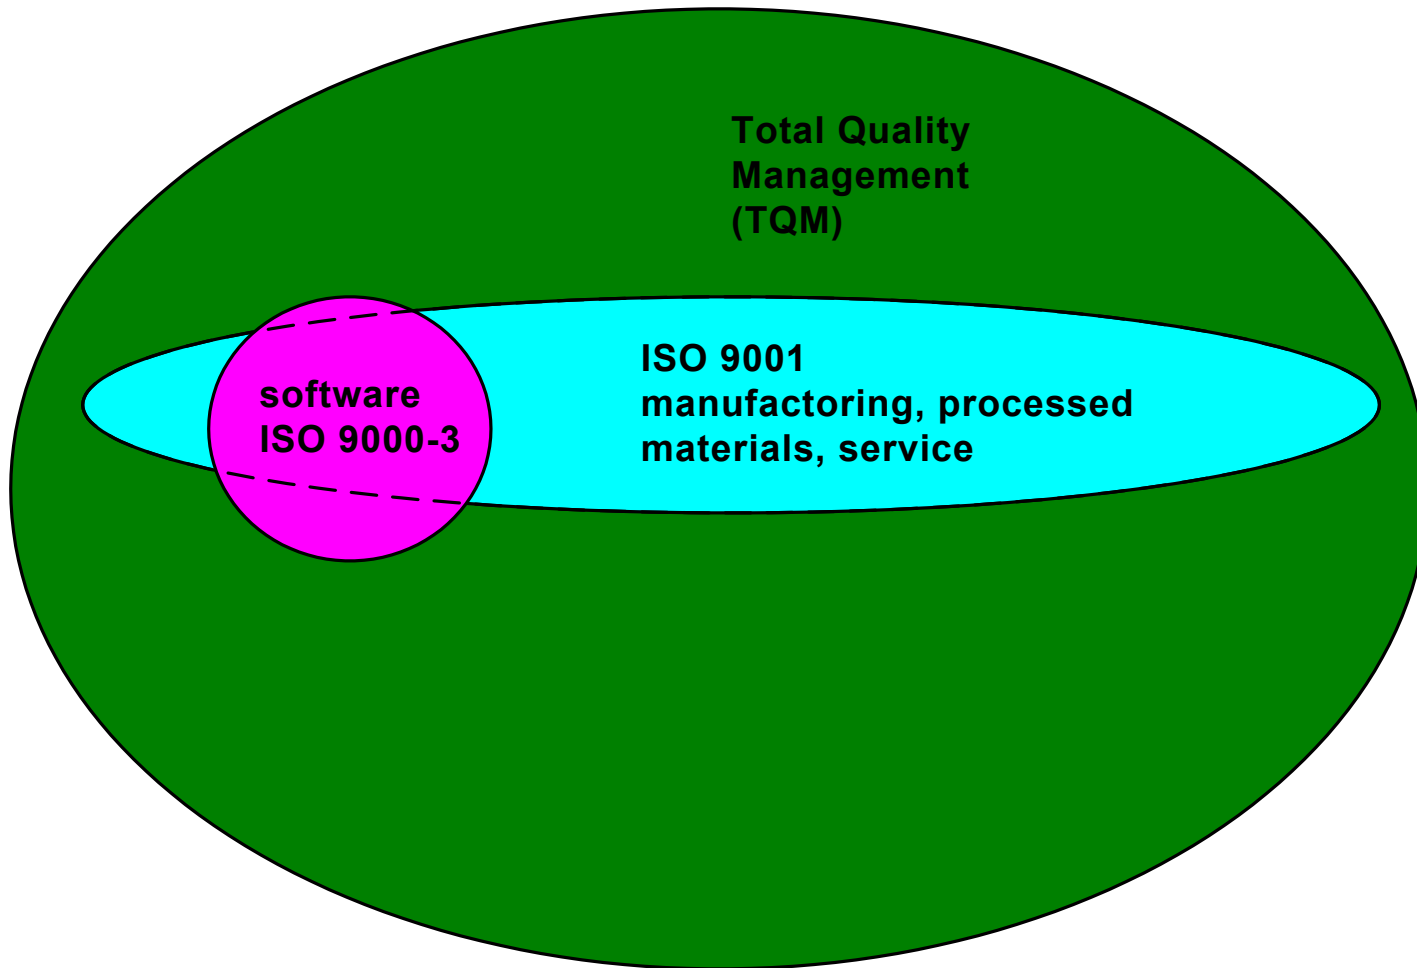 Total Quality
Management
(TQM)
software
ISO 9000-3
ISO 9001
manufactoring, processed
materials, service